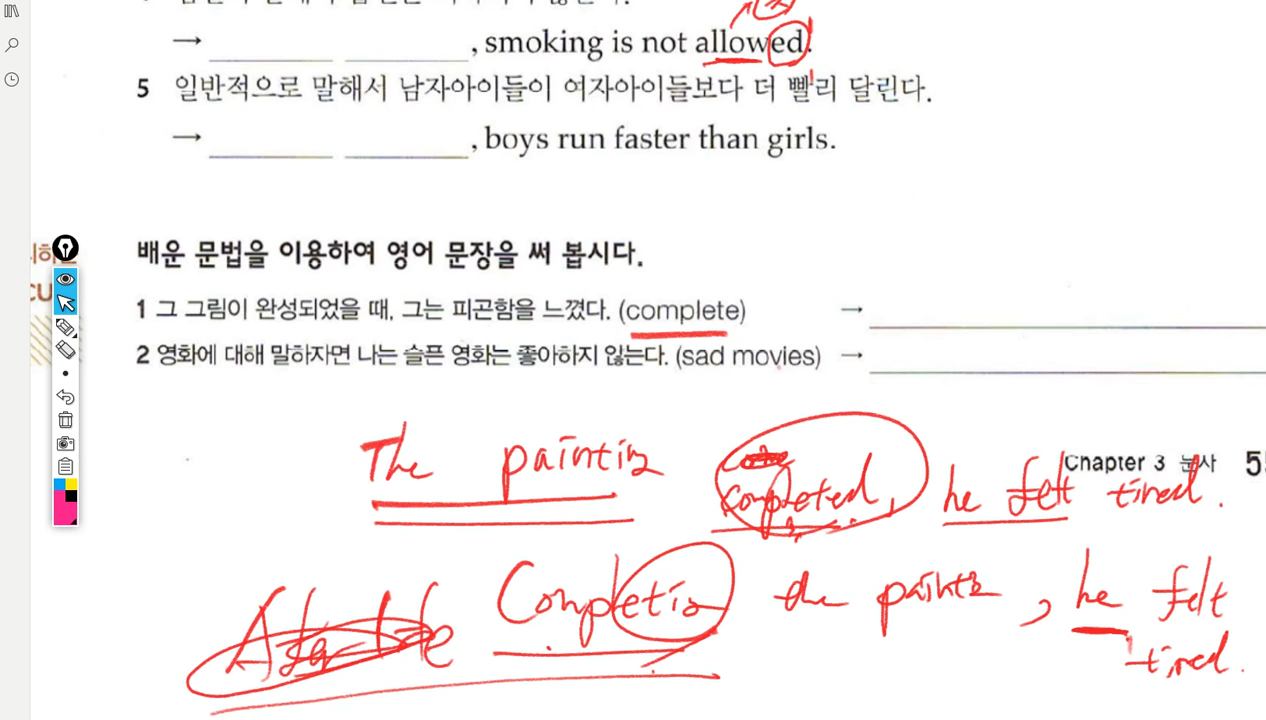 → ______ ______, smoking is not allowed.
5 일반적으로 말해서 남자아이들이 여자아이들보다 더 빨리 달린다.
→ ______ ______, boys run faster than girls.
배운 문법을 이용하여 영어 문장을 써 봅시다.
CU
1 그 그림이 완성되었을 때, 그는 피곤함을 느꼈다. (complete) →
2 영화에 대해 말하자면 나는 슬픈 영화는 좋아하지 않는다. (sad movies) →
Chapter 3 분사
The painting completed, he felt tired.
Completing the painting, he felt
tired.